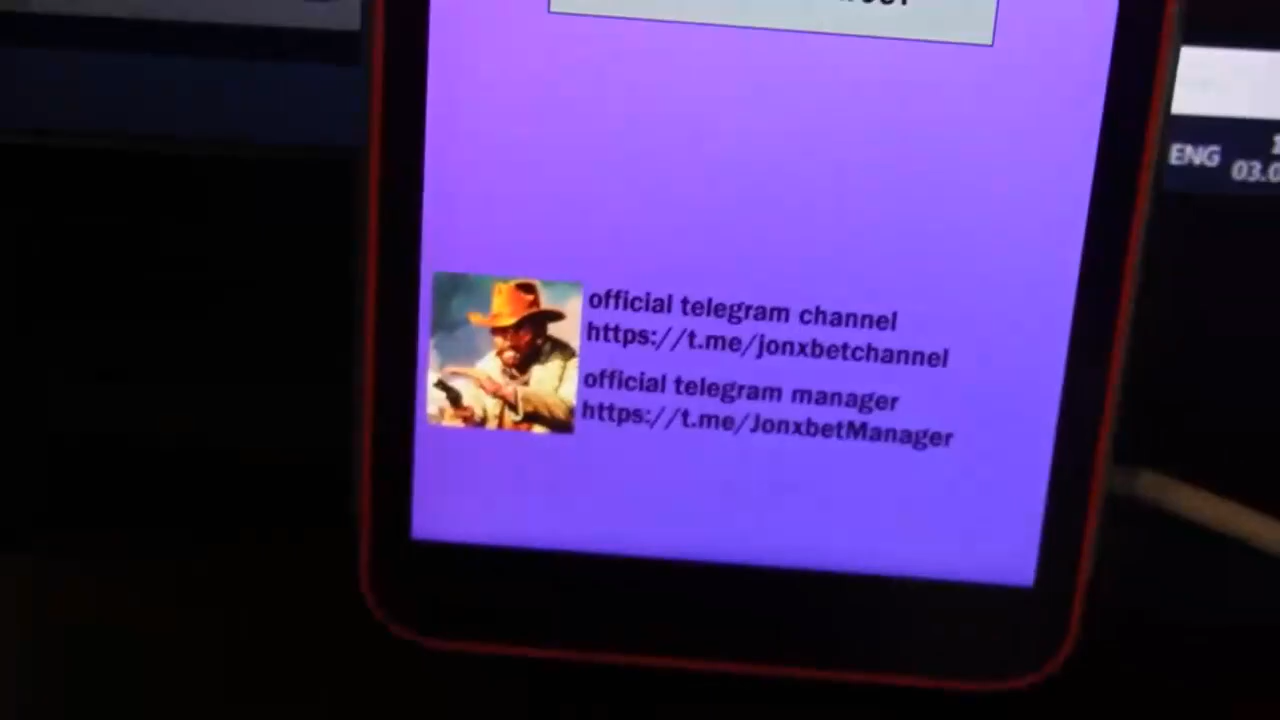 official telegram channel
https://t.me/jonxbetchannel
official telegram manager
https://t.me/JonxbetManager
ENG